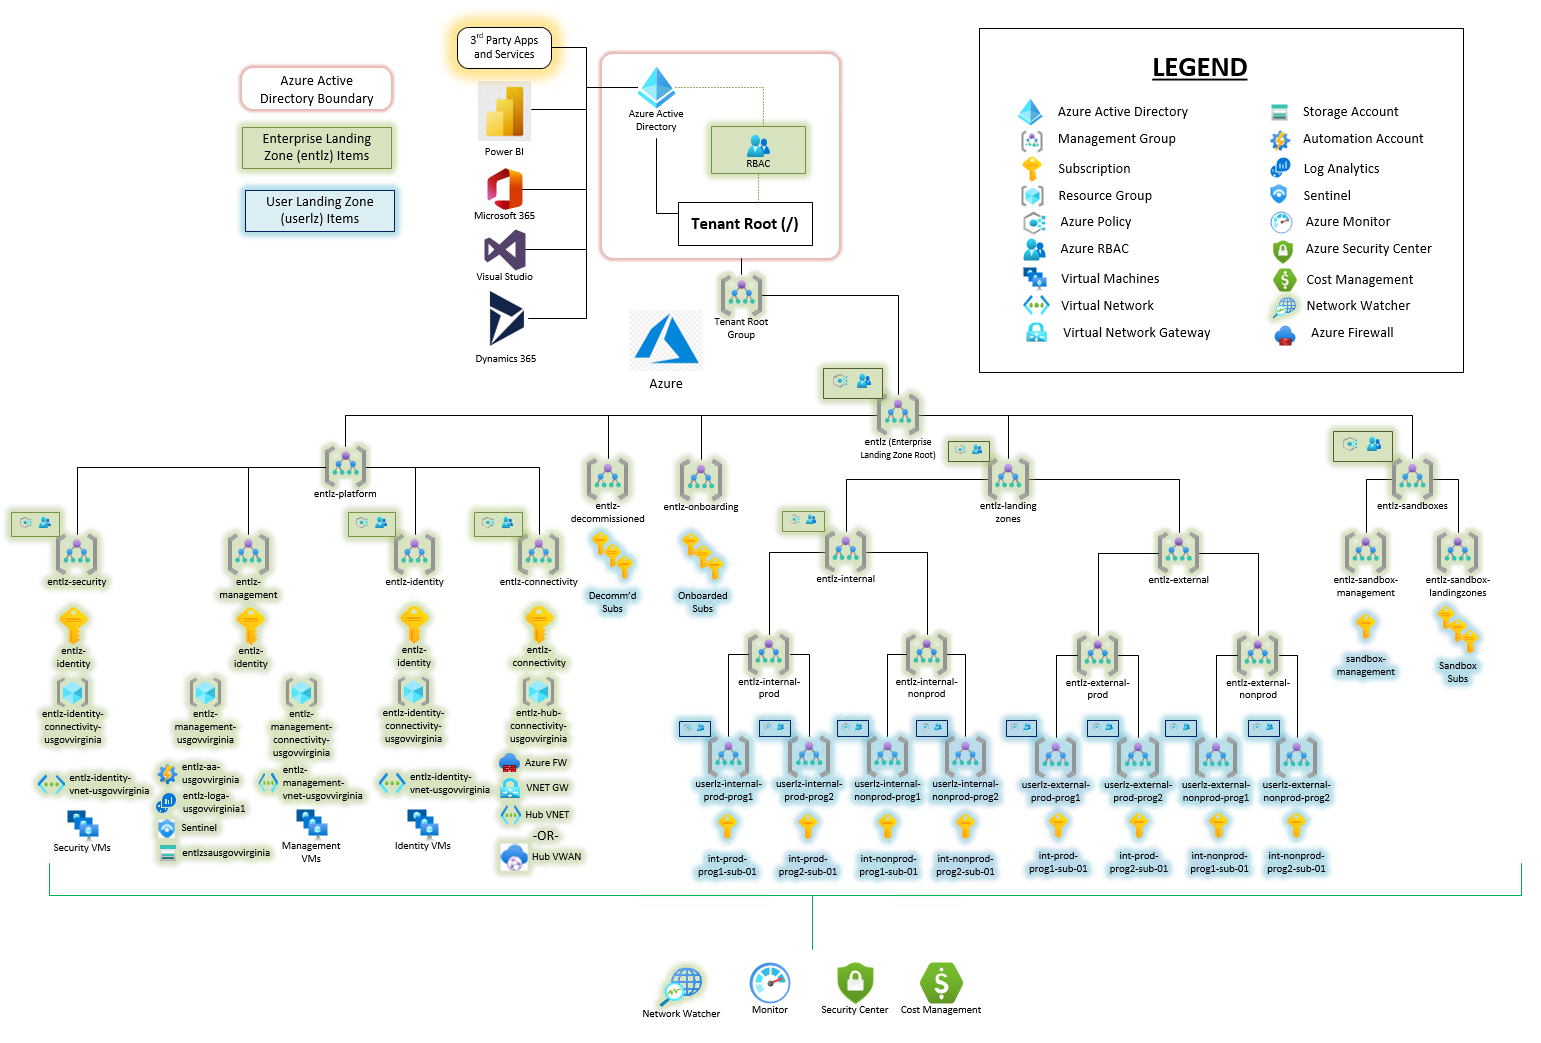 3rd Party Apps
and Services
Azure Active
Directory Boundary
Enterprise Landing
Zone (entlz) Items
User Landing Zone
(userlz) Items
Power BI
Microsoft 365
Visual Studio
Dynamics 365
Azure Active
Directory
RBAC
Tenant Root (/)
Tenant Root
Group
Azure
LEGEND
Azure Active Directory
Management Group
Subscription
Resource Group
Azure Policy
Azure RBAC
Virtual Machines
Virtual Network
Virtual Network Gateway
Storage Account
Automation Account
Log Analytics
Sentinel
Azure Monitor
Azure Security Center
Cost Management
Network Watcher
Azure Firewall
entlz (Enterprise
Landing Zone Root)
entlz-platform
entlz-
decommissioned
entlz-onboarding
entlz-landing
zones
entlz-sandboxes
entlz-security
entlz-
management
entlz-identity
entlz-connectivity
Decomm'd
Subs
Onboarded
Subs
entlz-internal
entlz-external
entlz-sandbox-
management
entlz-sandbox-
landingzones
entlz-
identity
entlz-
identity
entlz-
identity
entlz-
connectivity
entlz-internal-
prod
entlz-internal-
nonprod
entlz-external-
prod
entlz-external-
nonprod
sandbox-
management
Sandbox
Subs
entlz-identity-
connectivity-
usgovvirginia
entlz-
management-
usgovvirginia
entlz-
management-
connectivity-
usgovvirginia
entlz-identity-
connectivity-
usgovvirginia
entlz-hub-
connectivity-
usgovvirginia
entlz-identity-
vnet-usgovvirginia
entlz-aa-
usgovvirginia
entlz-loga-
usgovvirginia1
Sentinel
entlzsausgovvirginia
entlz-
management-
vnet-usgovvirginia
entlz-identity-
vnet-usgovvirginia
Azure FW
VNET GW
Hub VNET
-OR-
Hub VWAN
Security VMs
Management
VMs
Identity VMs
userlz-internal-
prod-prog1
userlz-internal-
prod-prog2
userlz-internal-
nonprod-prog1
userlz-internal-
nonprod-prog2
userlz-external-
prod-prog1
userlz-external-
prod-prog2
userlz-external-
nonprod-prog1
userlz-external-
nonprod-prog2
int-prod-
prog1-sub-01
int-prod-
prog2-sub-01
int-nonprod-
prog1-sub-01
int-nonprod-
prog2-sub-01
int-prod-
prog1-sub-01
int-prod-
prog2-sub-01
int-nonprod-
prog1-sub-01
int-nonprod-
prog2-sub-01
Network Watcher
Monitor
Security Center
Cost Management